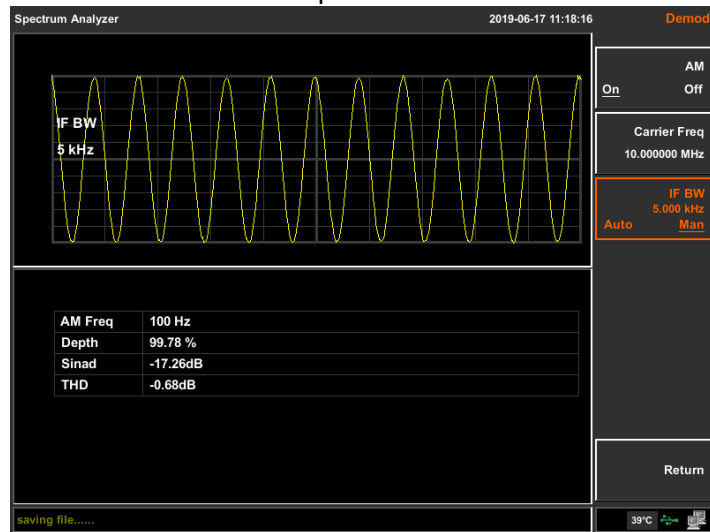 Spectrum Analyzer 2019-06-17 11:18:16 Demod
IF BW
5 kHz
AM
On Off
Carrier Freq
10.000000 MHz
IF BW
5.000 kHz
Auto Man
AM Freq 100 Hz
Depth 99.78 %
Sinad -17.26dB
THD -0.68dB
Return
saving file......
39°C